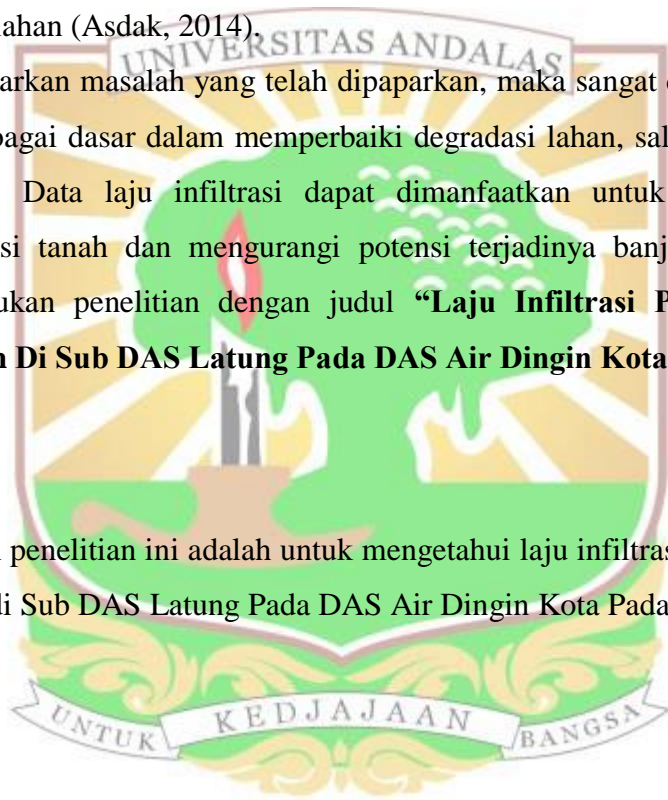 lahan (Asdak, 2014).
UNIVERSITAS ANDALAS
arkan masalah yang telah dipaparkan, maka sangat
bagai dasar dalam memperbaiki degradasi lahan, sal
Data laju infiltrasi dapat dimanfaatkan untuk
si tanah dan mengurangi potensi terjadinya banj
ukan penelitian dengan judul “Laju Infiltrasi P
n Di Sub DAS Latung Pada DAS Air Dingin Kota
penelitian ini adalah untuk mengetahui laju infiltras
di Sub DAS Latung Pada DAS Air Dingin Kota Pada
UNTUK KEDJAJAAN BANGSA